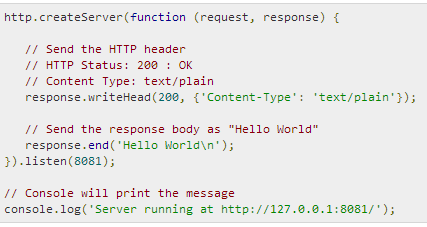 http.createServer(function (request, response) {
// Send the HTTP header
// HTTP Status: 200 : OK
// Content Type: text/plain
response.writeHead(200, {'Content-Type': 'text/plain'});
// Send the response body as "Hello World"
response.end('Hello World\n');
}).listen(8081);
// Console will print the message
console.log('Server running at http://127.0.0.1:8081/');